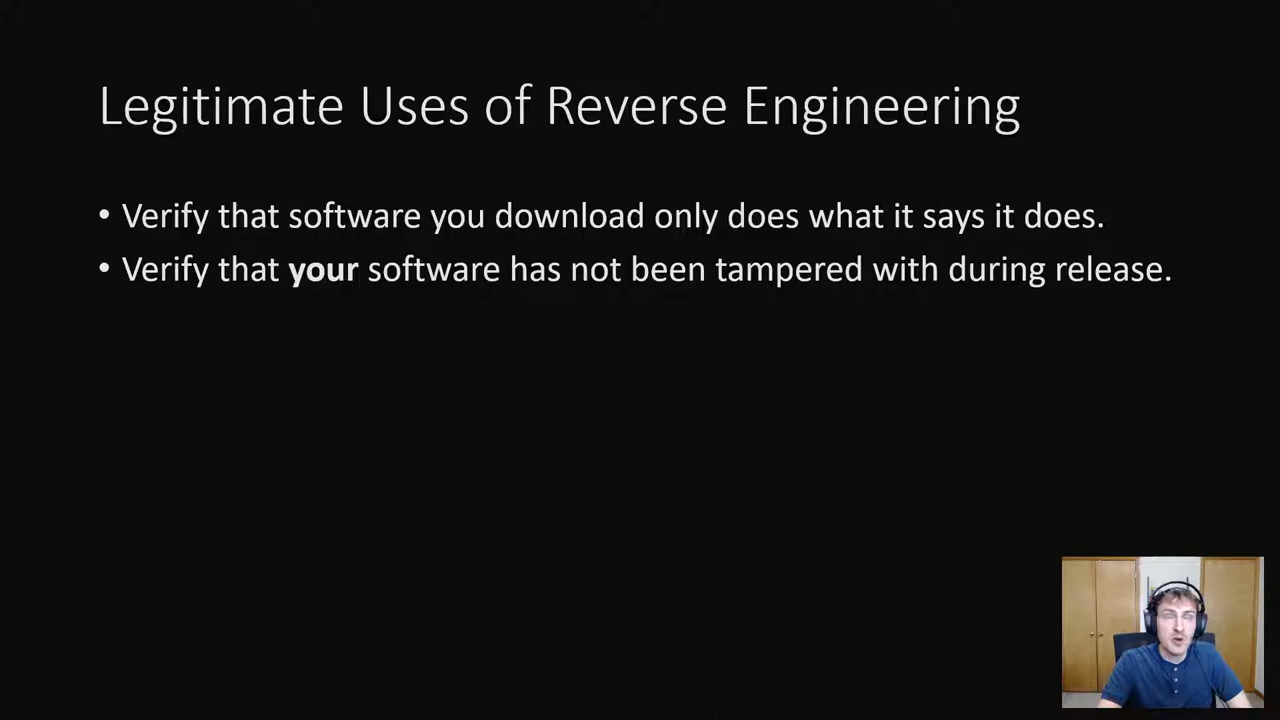 Legitimate Uses of Reverse Engineering
• Verify that software you download only does what it says it does.
• Verify that your software has not been tampered with during release.